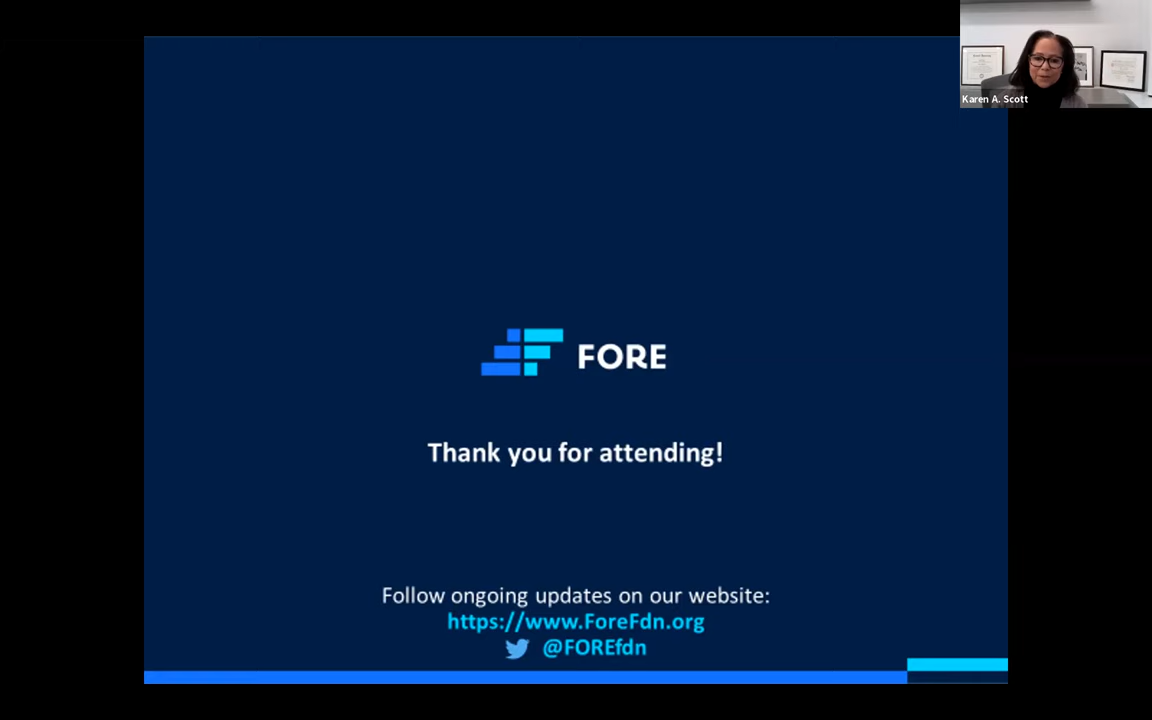 Karen A. Scott
FORE
Thank you for attending!
Follow ongoing updates on our website:
https://www.ForeFdn.org
@FOREfdn